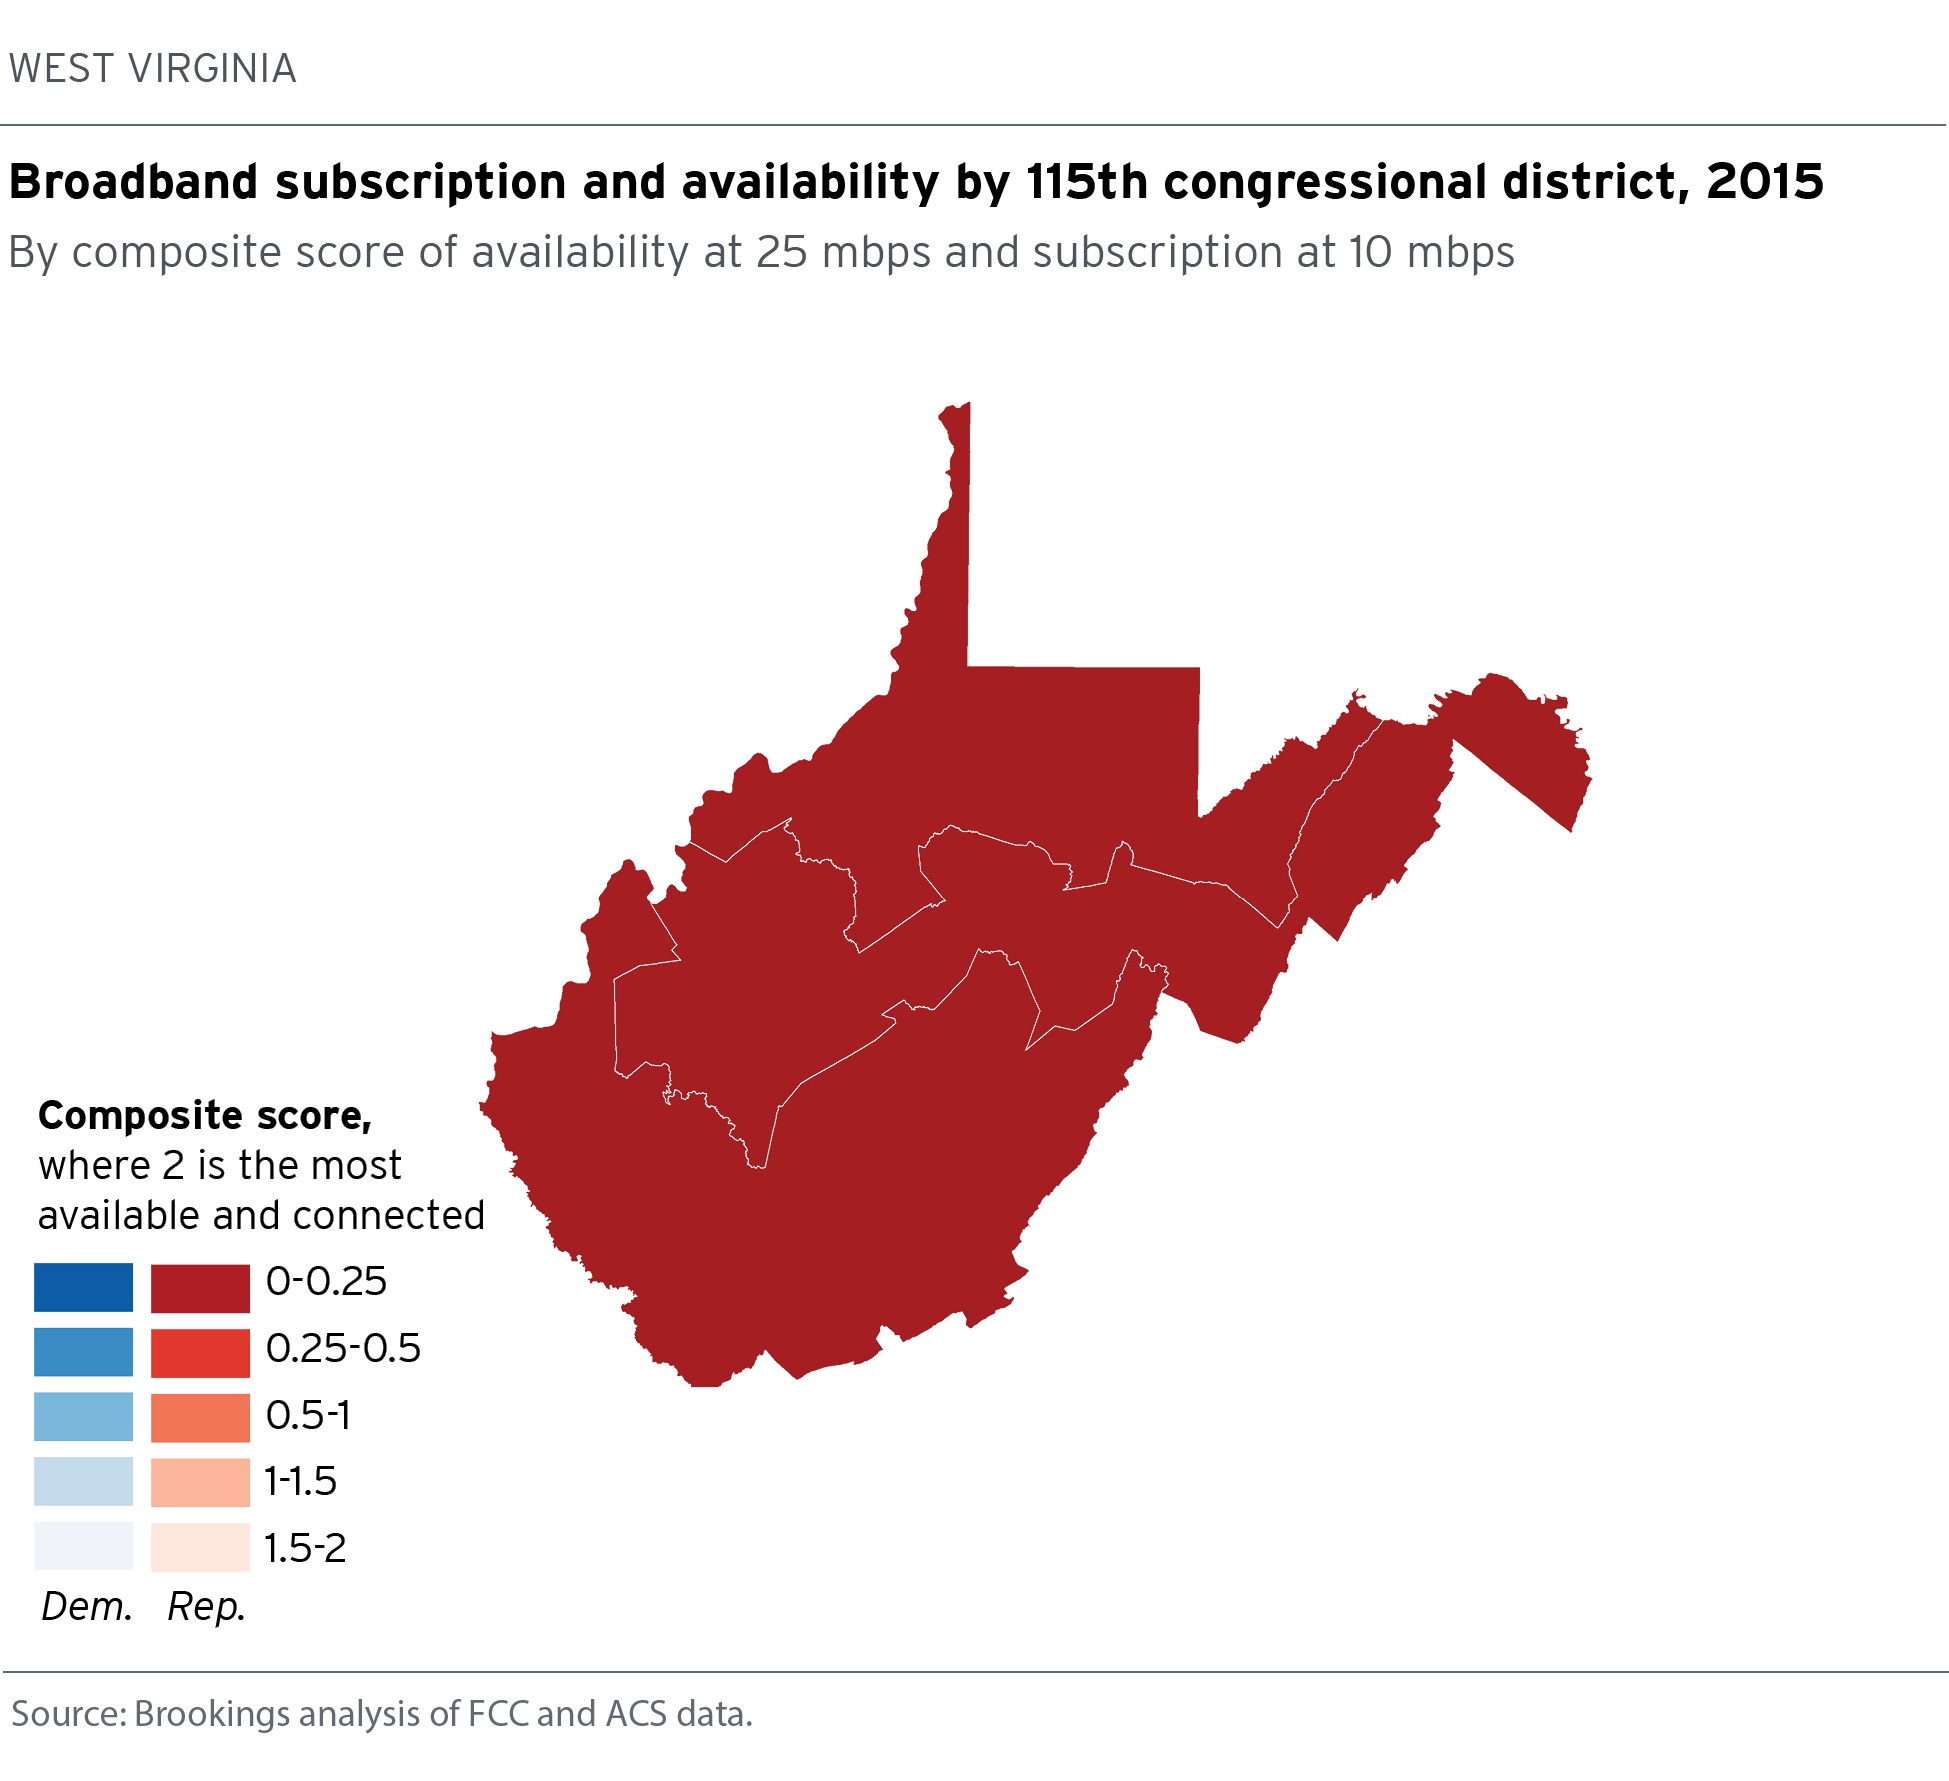 WEST VIRGINIA
Broadband subscription and availability by 115th congressional district, 2015
By composite score of availability at 25 mbps and subscription at 10 mbps
Composite score,
where 2 is the most
available and connected
0-0.25
0.25-0.5
0.5-1
1-1.5
1.5-2
Dem. Rep.
Source: Brookings analysis of FCC and ACS data.